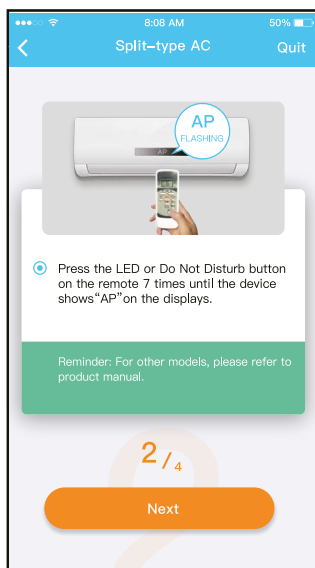 8:08 AM
50%
Split-type AC
Quit
AP
FLASHING
AP
Press the LED or Do Not Disturb button
on the remote 7 times until the device
shows“AP”on the displays.
Reminder: For other models, please refer to
product manual.
2/4
Next